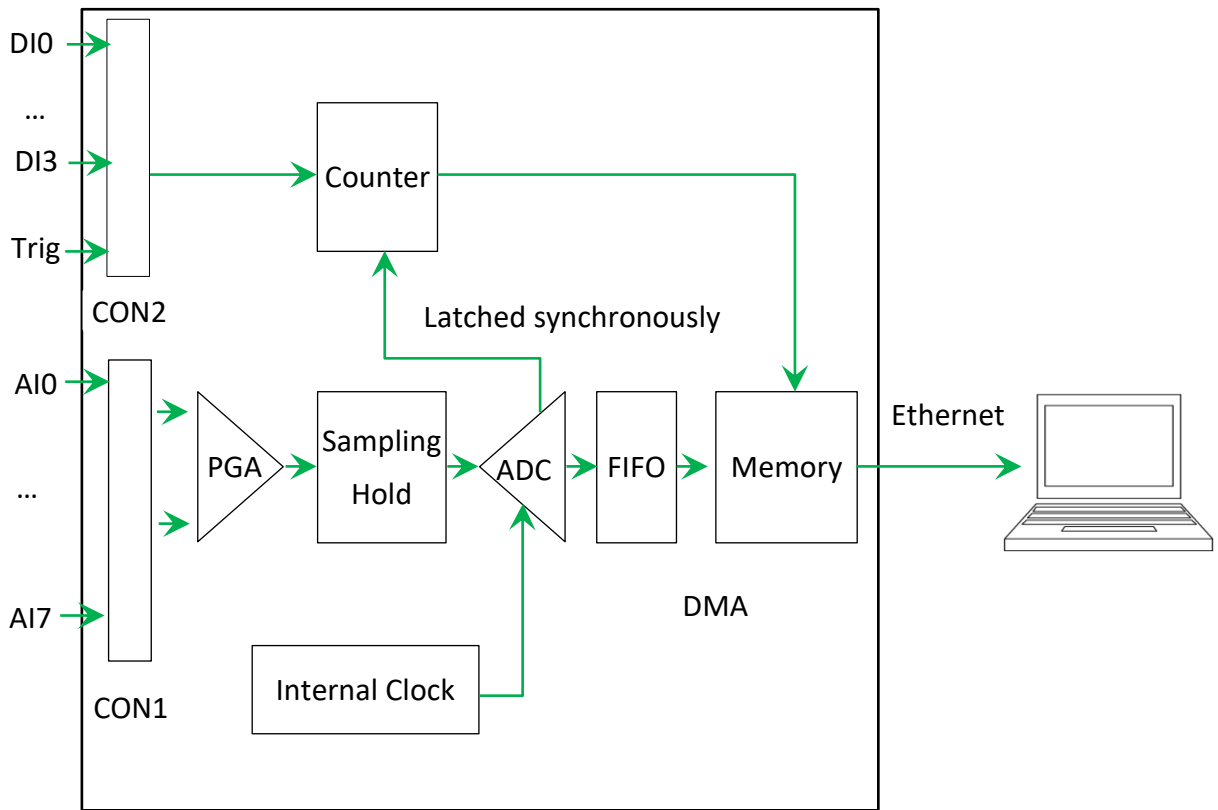 DI0
...
DI3
Counter
Trig
CON2
Latched synchronously
AI0
Ethernet
Sampling
Hold
PGA
ADC
FIFO
Memory
...
DMA
AI7
Internal Clock
CON1